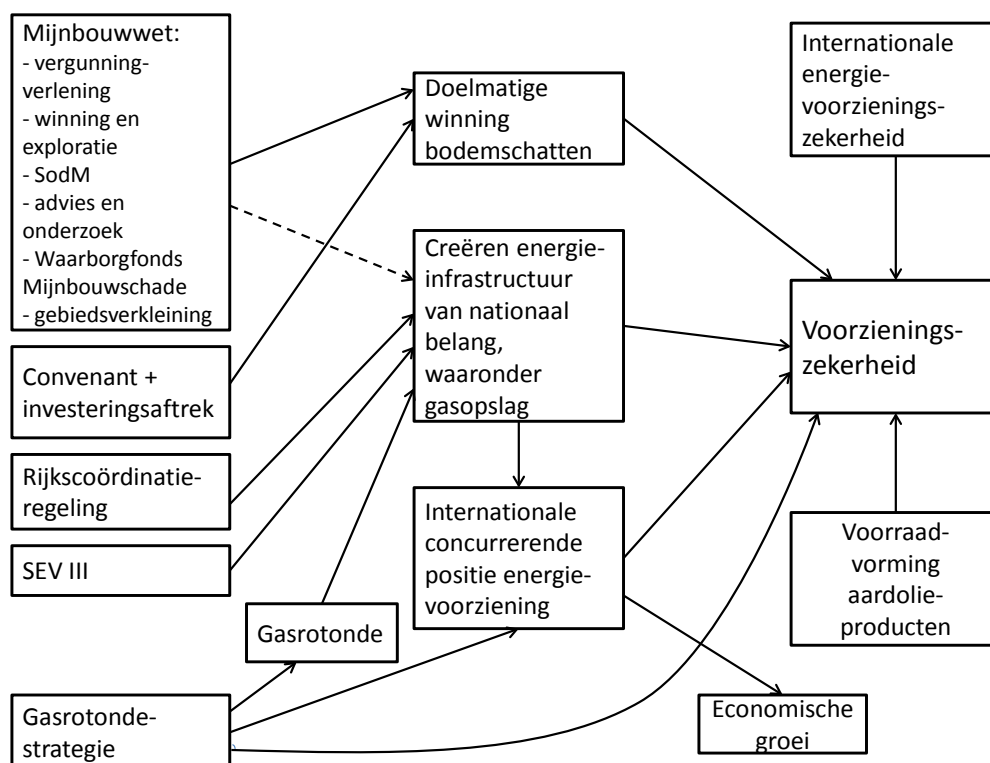 Mijnbouwwet:
- vergunning-
verlening
- winning en
exploratie
- SodM
- advies en
onderzoek
- Waarborgfonds
Mijnbouwschade
- gebiedsverkleining
Convenant +
investeringsaftrek
Rijkscoördinatie-
regeling
SEV III
Gasrotonde-
strategie
Gasrotonde
Doelmatige
winning
bodemschatten
Creëren energie-
infrastructuur
van nationaal
belang,
waaronder
gasopslag
Internationale
concurrerende
positie energie-
voorziening
Internationale
energie-
voorzienings-
zekerheid
Voorzienings-
zekerheid
Voorraad-
vorming
aardolie-
producten
Economische
groei